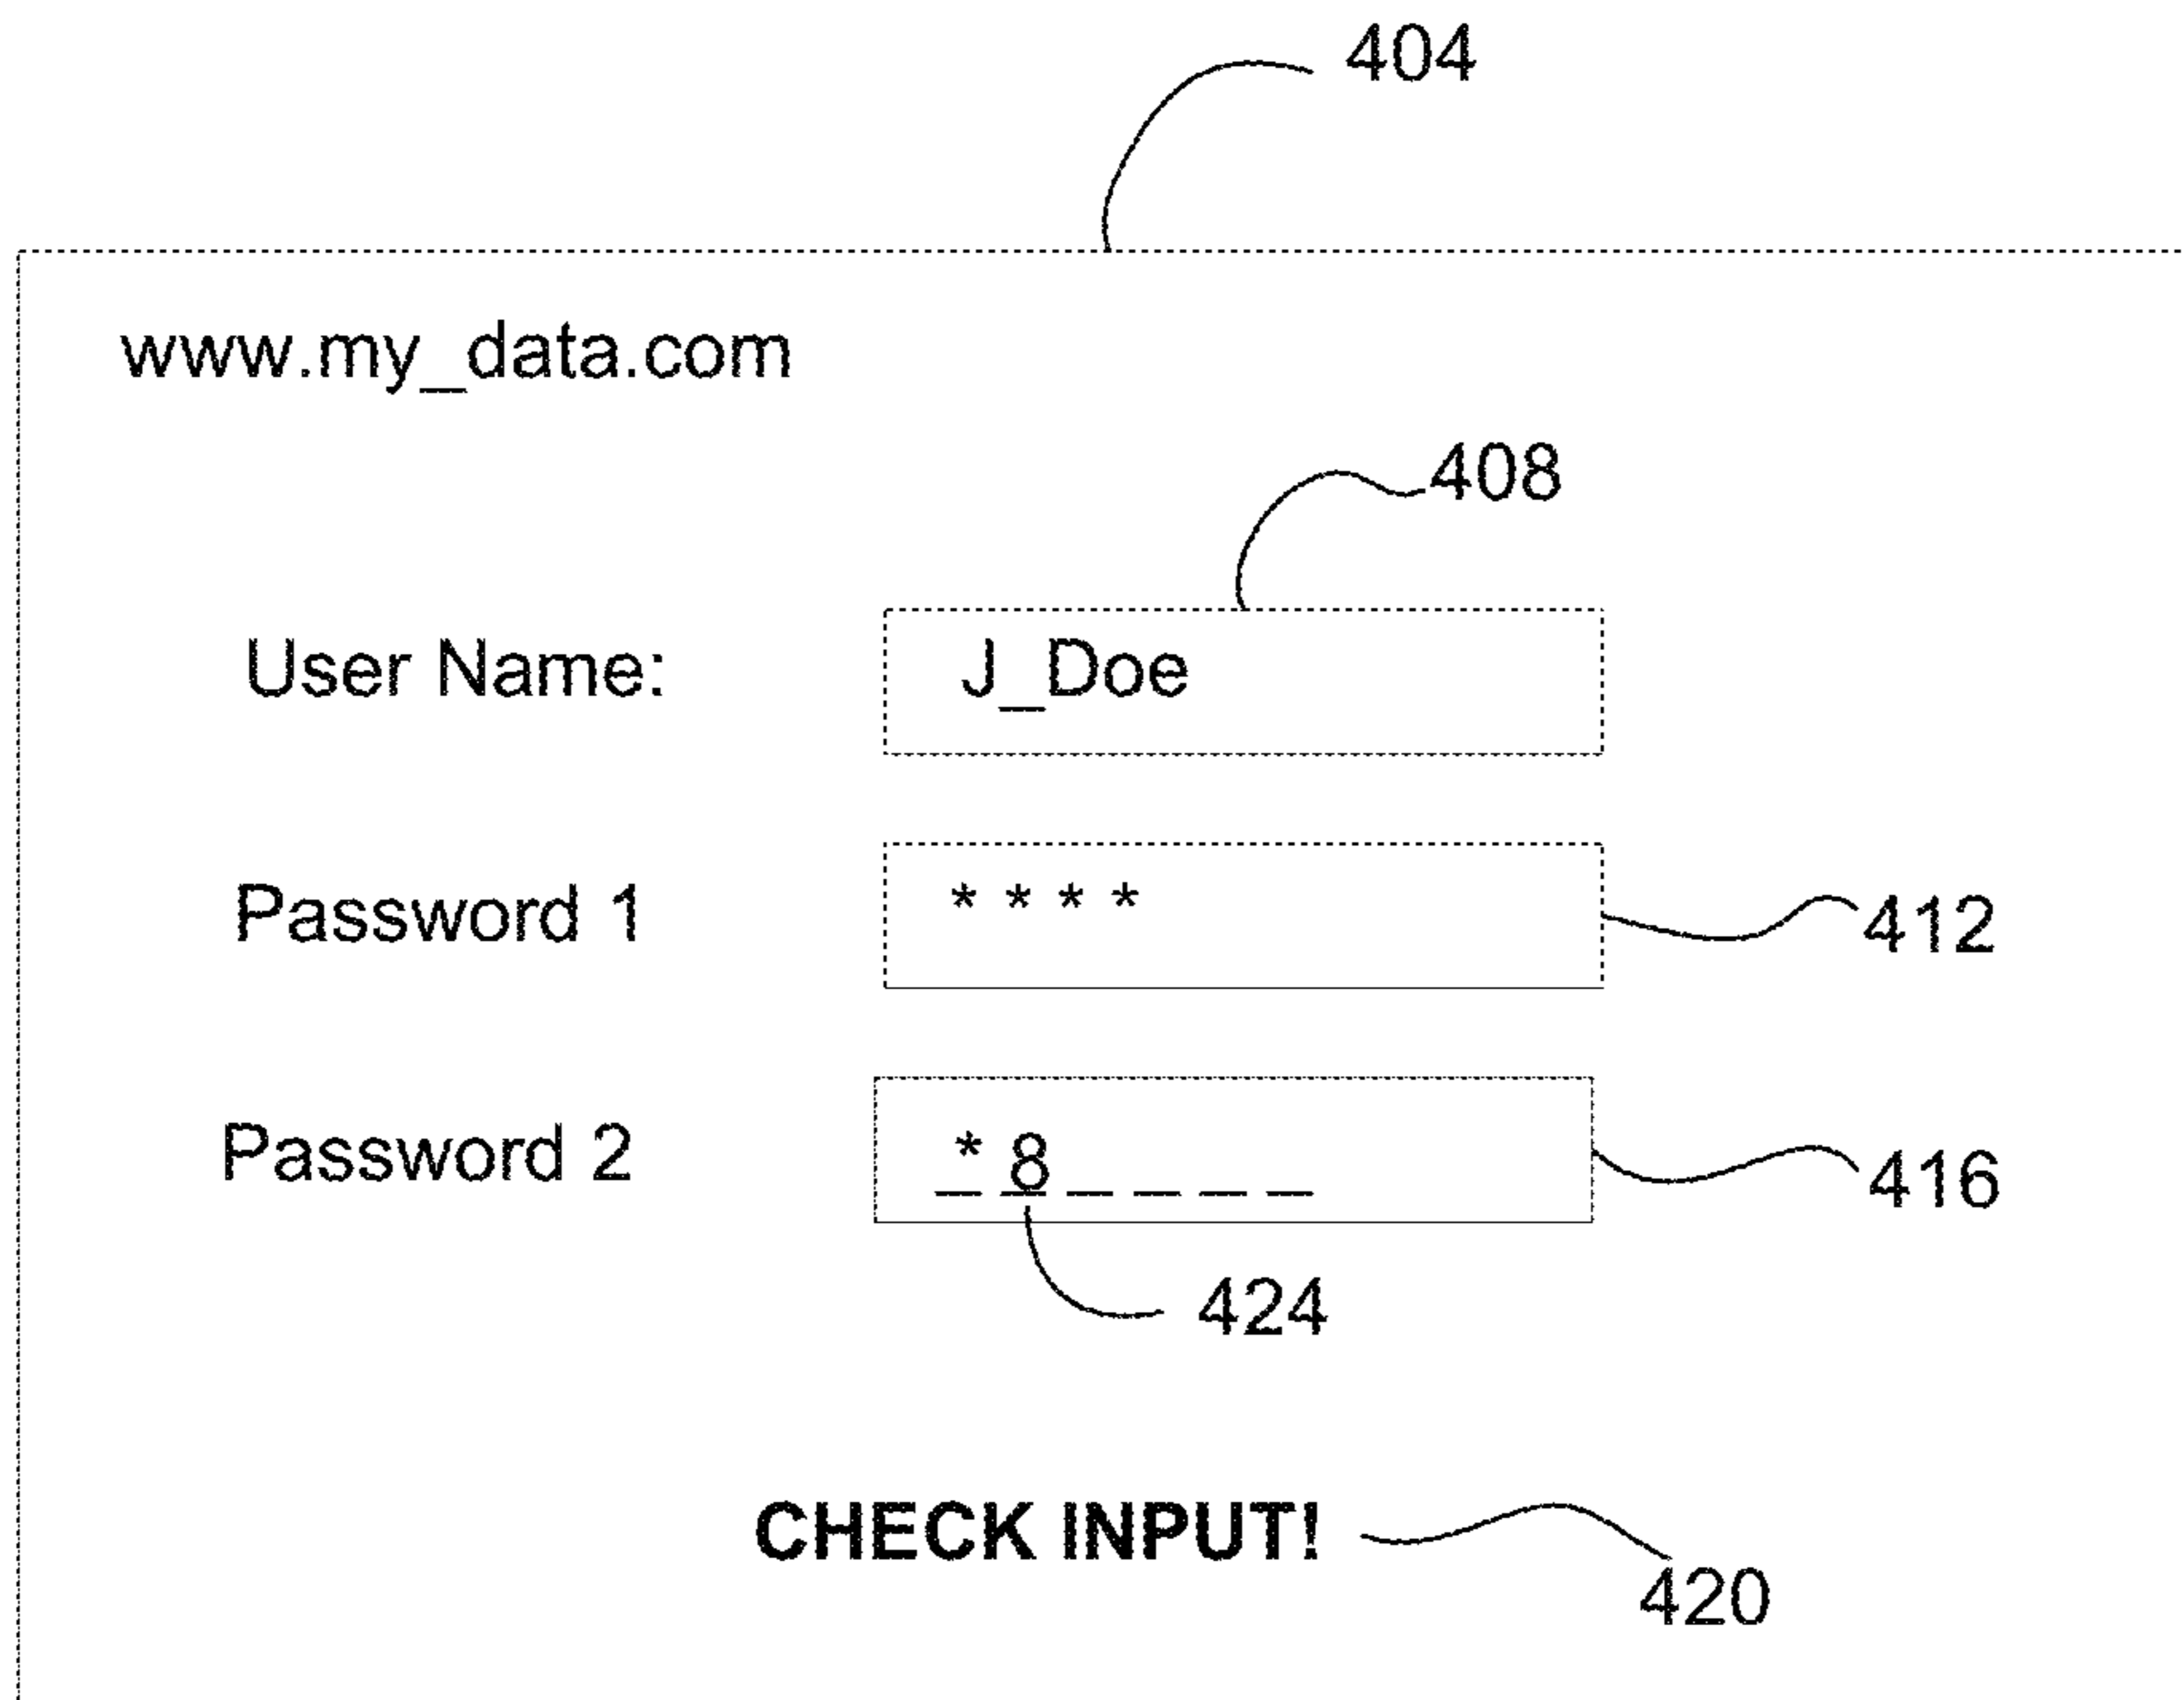 404
www.my_data.com
408
User Name: J_Doe
Password 1 * * * * 412
Password 2 * 8 _ _ _ _ 416
424
CHECK INPUT!
420